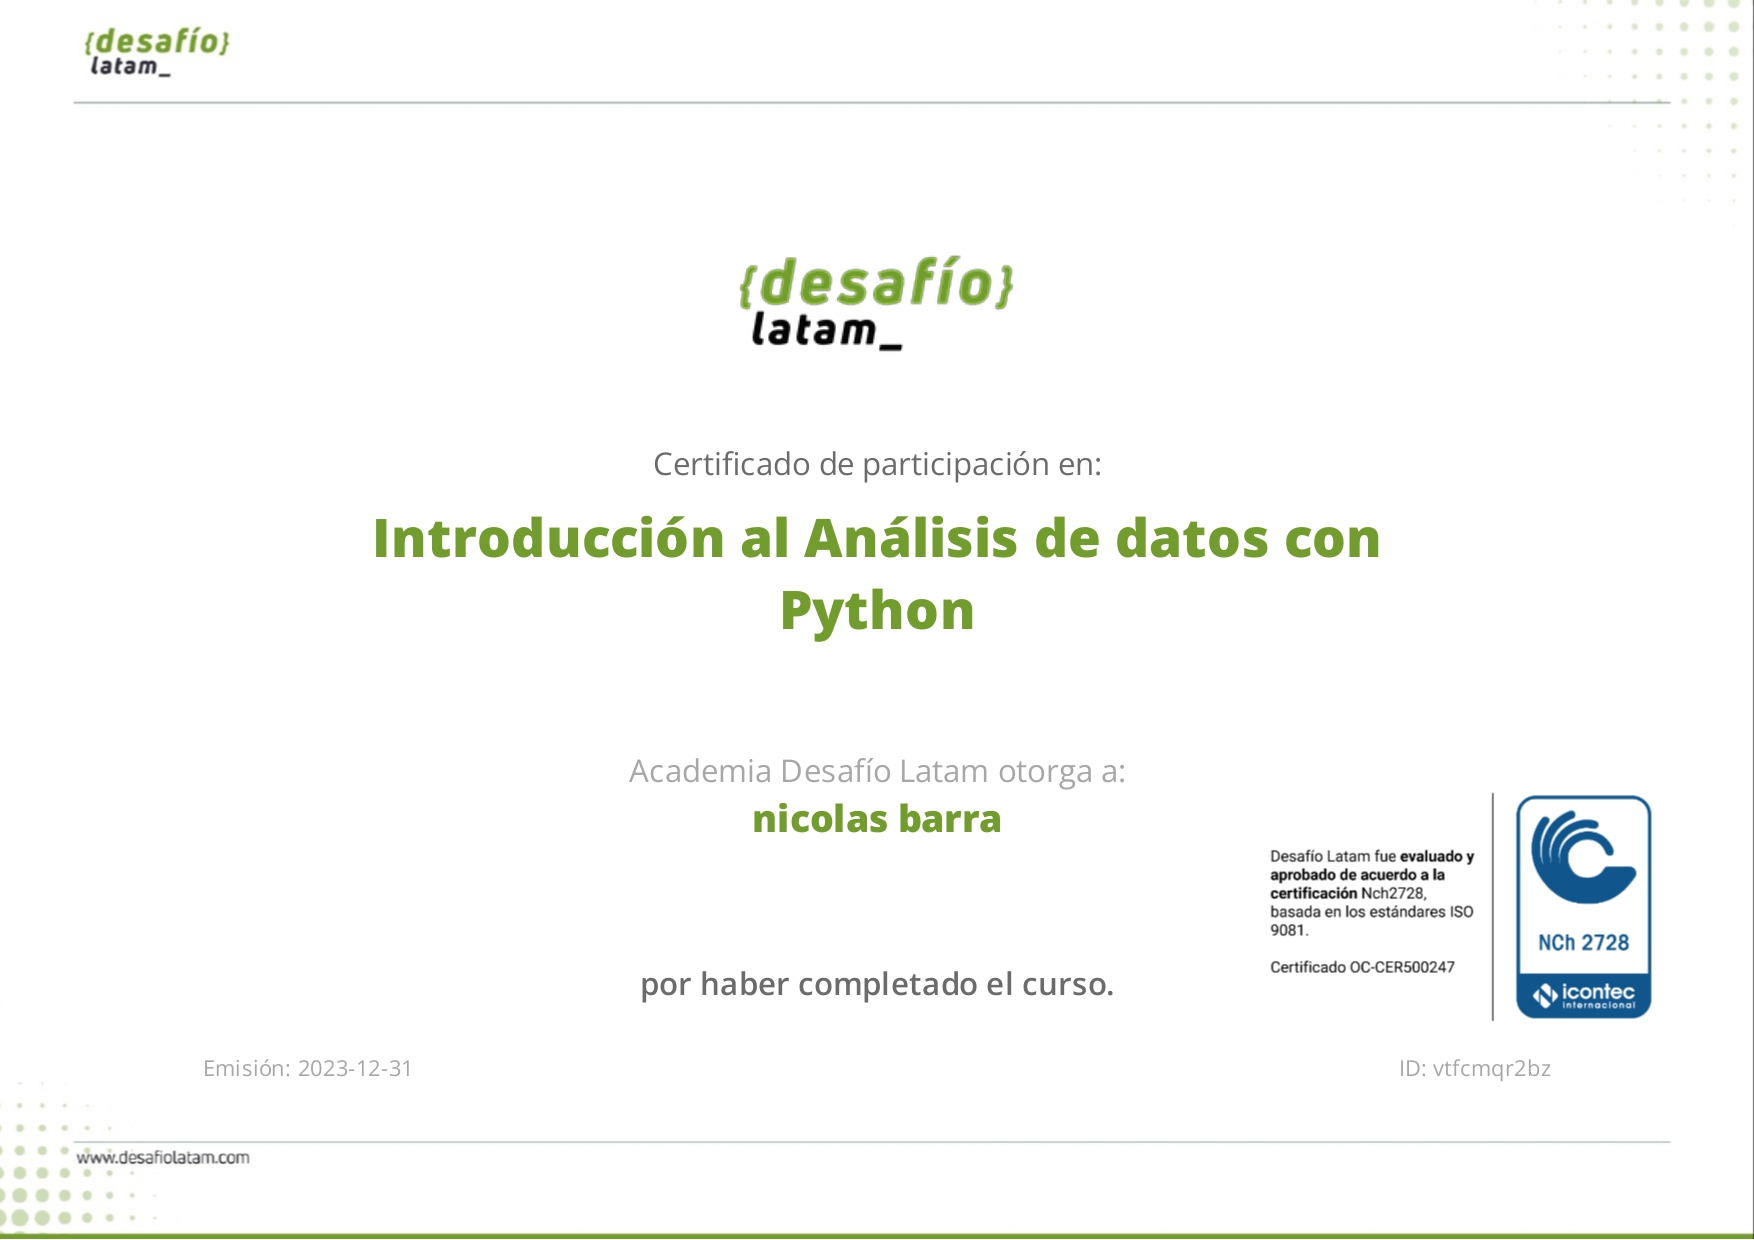 {desafío}
latam_
{desafío}
latam_
Certificado de participación en:
Introducción al Análisis de datos con
Python
Academia Desafío Latam otorga a:
nicolas barra
Desafío Latam fue evaluado y
aprobado de acuerdo a la
certificación Nch2728,
basada en los estándares ISO
9081.
Certificado OC-CER500247
NCh 2728
icontec
internacional
por haber completado el curso.
Emisión: 2023-12-31
ID: vtfcmqr2bz
www.desafiolatam.com